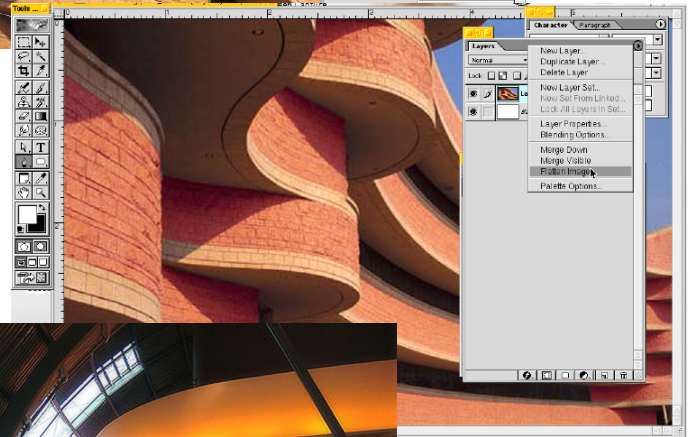 Tools ...
Character
Paragraph
Layers
Normal
Lock:
New Layer...
Duplicate Layer...
Delete Layer
New Layer Set...
New Set From Linked...
Lock All Layers In Set...
Layer Properties...
Blending Options...
Merge Down
Merge Visible
Flatten Image
Palette Options...
La
T